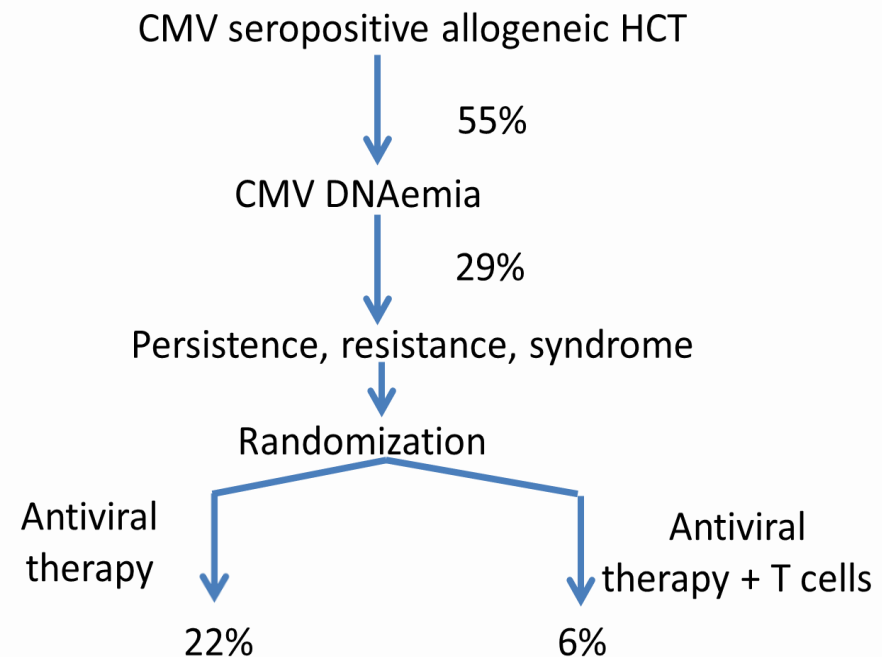 CMV seropositive allogeneic HCT
55%
CMV DNAemia
29%
Persistence, resistance, syndrome
Randomization
Antiviral
therapy
Antiviral
therapy + T cells
22%
6%